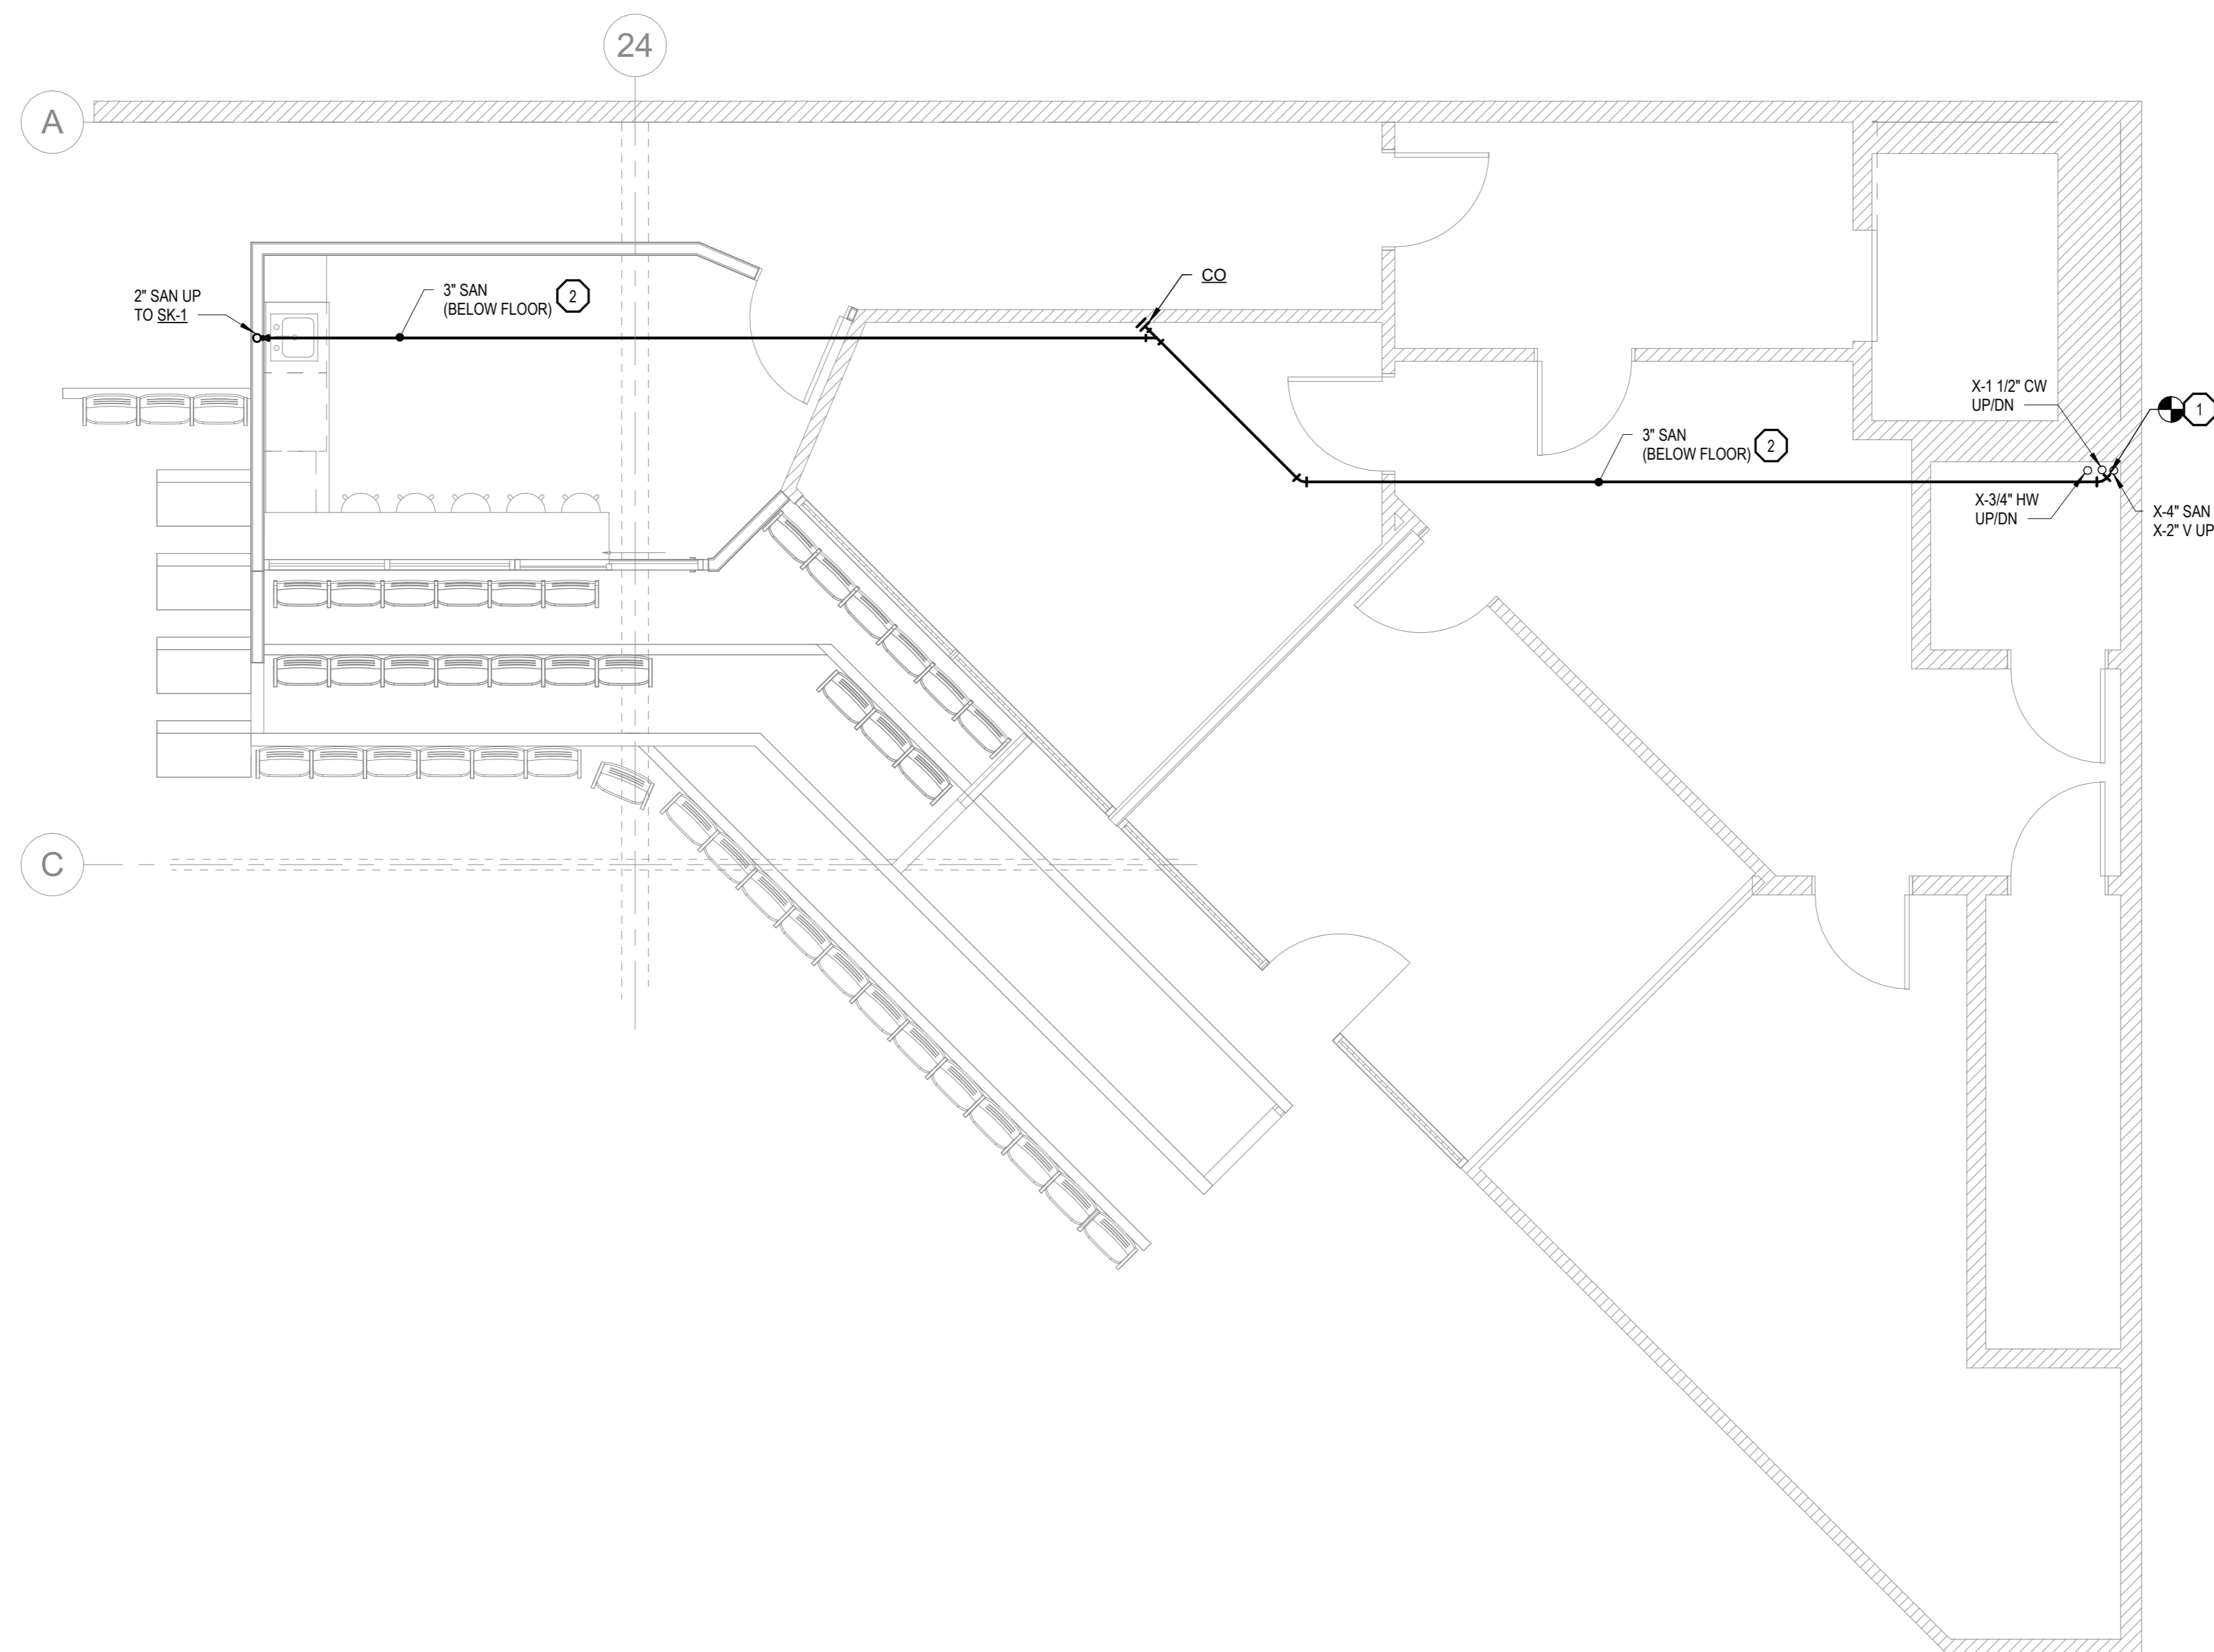 24
A
CO
2" SAN UP
TO SK-1
3" SAN
(BELOW FLOOR)
2
X-1 1/2" CW
UP/DN
1
3" SAN
(BELOW FLOOR)
2
X-3/4" HW
UP/DN
X-4" SAN
X-2" V UP
C